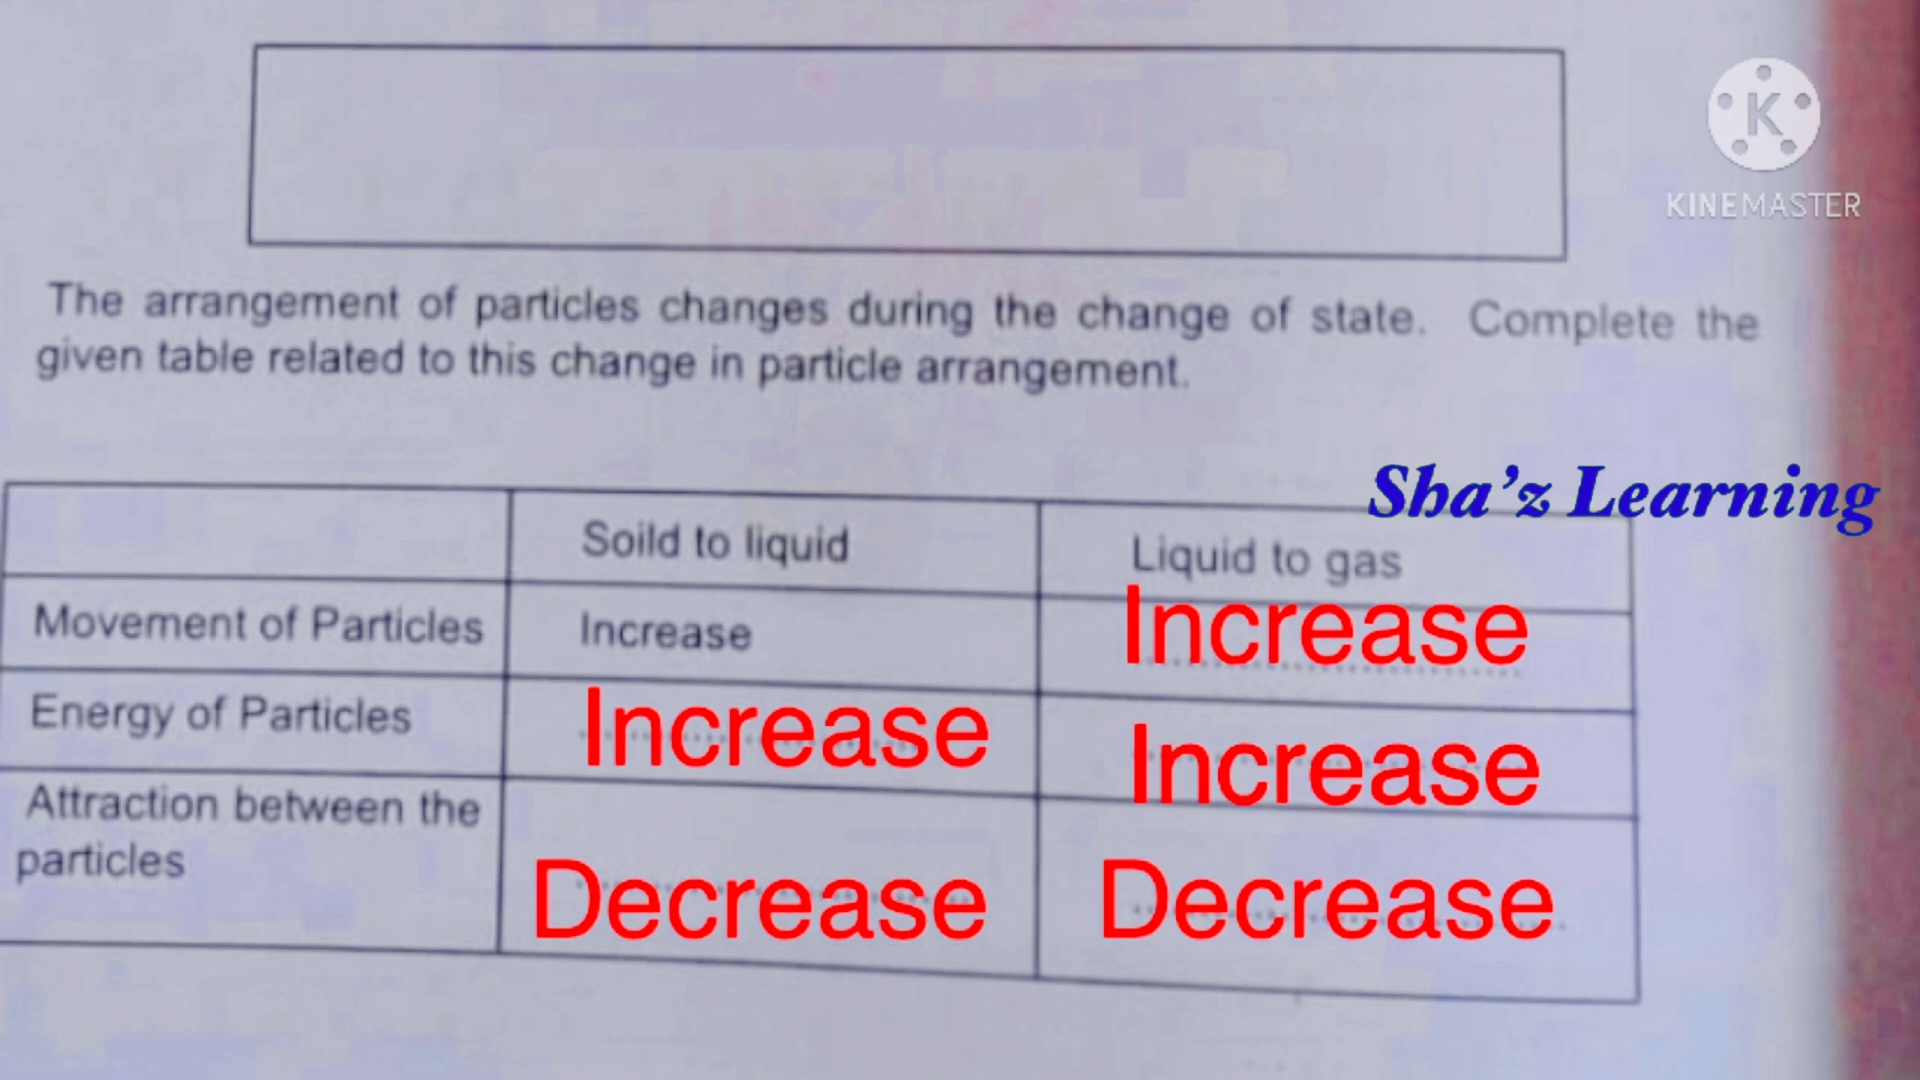 KINEMASTER
The arrangement of particles changes during the change of state. Complete the
given table related to this change in particle arrangement.
Sha'z Learning
Soild to liquid
Liquid to gas
Movement of Particles
Increase
Increase
Energy of Particles
Increase
Increase
Attraction between the
particles
Decrease
Decrease